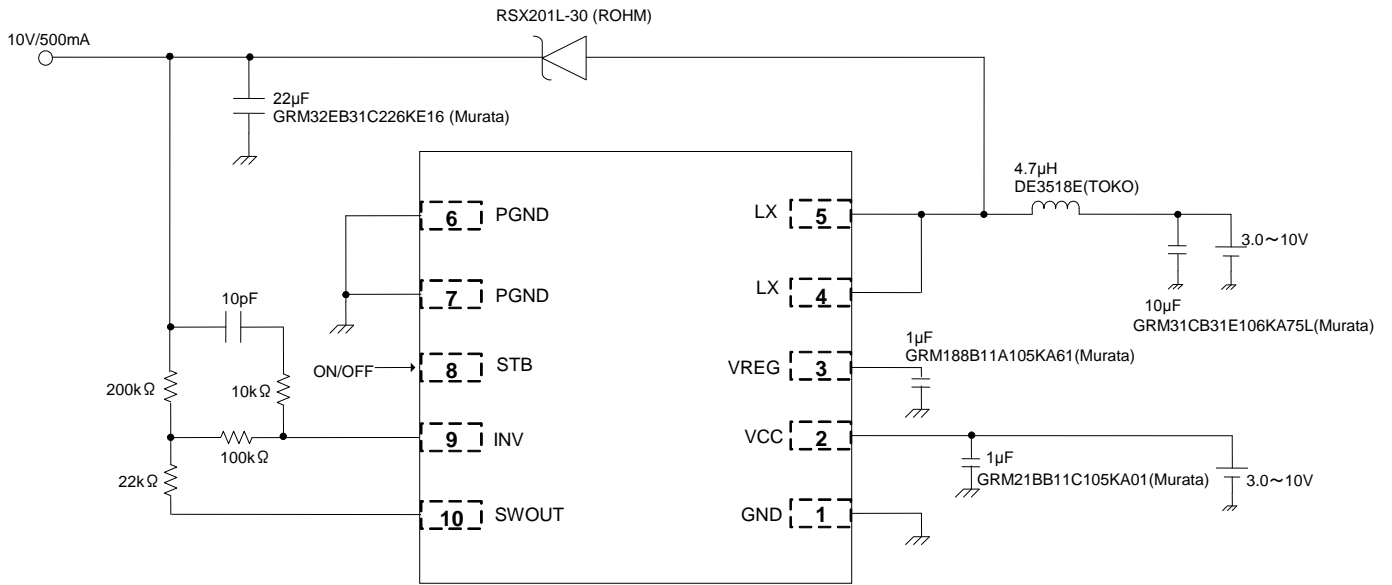 RSX201L-30 (ROHM)
10V/500mA
22µF
GRM32EB31C226KE16 (Murata)
4.7µH
DE3518E(TOKO)
6 PGND
LX 5
3.0～10V
7 PGND
LX 4
10µF
GRM31CB31E106KA75L(Murata)
10pF
1µF
GRM188B11A105KA61(Murata)
ON/OFF
8 STB
VREG 3
200kΩ
10kΩ
9 INV
VCC 2
100kΩ
1µF
GRM21BB11C105KA01(Murata)
3.0～10V
22kΩ
10 SWOUT
GND 1